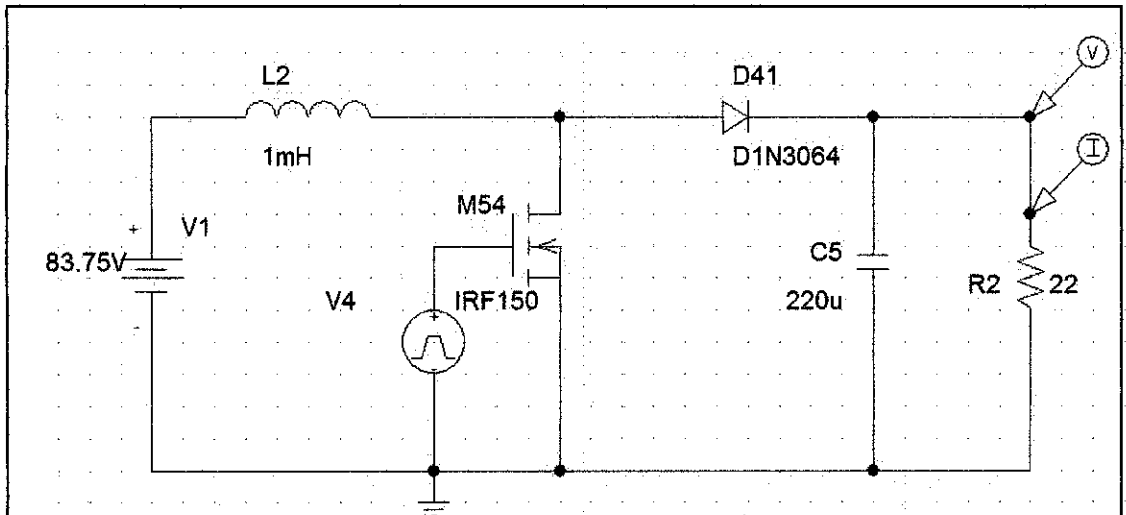 L2
1mH
D41
D1N3064
V
I
M54
IRF150
+
V1
83.75V
-
V4
+
-
C5
220u
R2
22